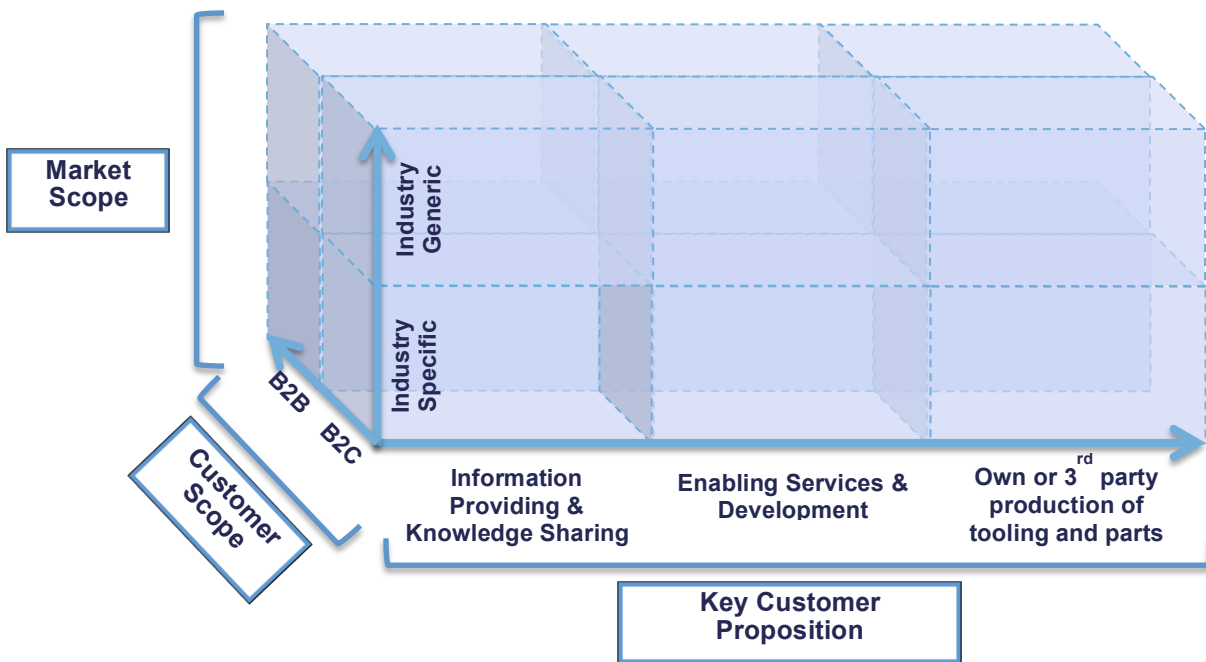 Market
Scope
Industry
Generic
Industry
Specific
B2B
B2C
Customer
Scope
Information
Providing &
Knowledge Sharing
Enabling Services &
Development
Own or 3rd party
production of
tooling and parts
Key Customer
Proposition